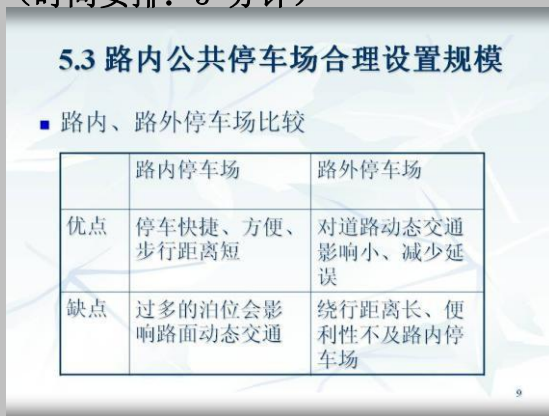 5.3 路内公共停车场合理设置规模
路内、路外停车场比较
路内停车场 路外停车场
优点 停车快捷、方便、 对道路动态交通
步行距离短 影响小、减少延
误
缺点 过多的泊位会影 绕行距离长、便
响路面动态交通 利性不及路内停
车场
9